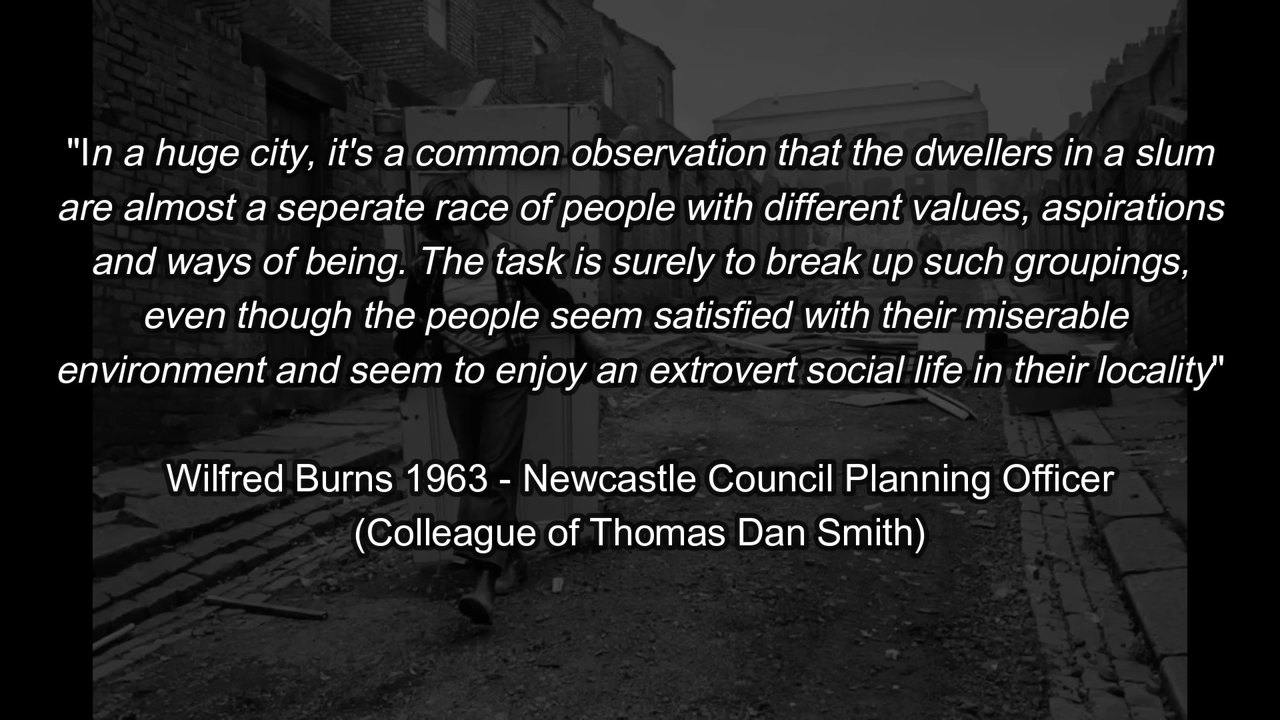 "In a huge city, it's a common observation that the dwellers in a slum
are almost a seperate race of people with different values, aspirations
and ways of being. The task is surely to break up such groupings,
even though the people seem satisfied with their miserable
environment and seem to enjoy an extrovert social life in their locality"
Wilfred Burns 1963 - Newcastle Council Planning Officer
(Colleague of Thomas Dan Smith)